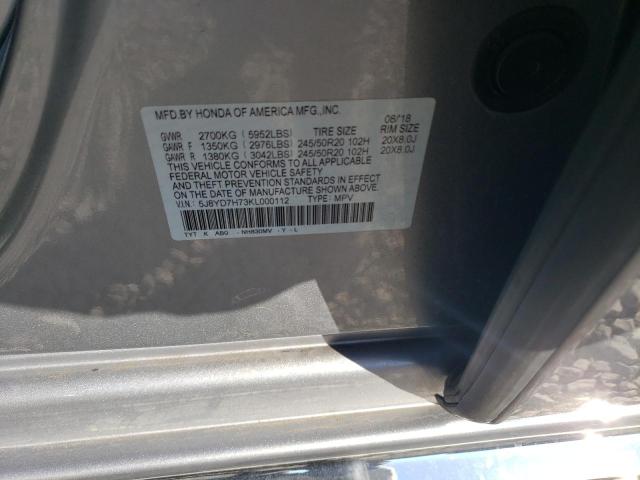 MFD.BY HONDA OF AMERICA MFG.,INC. 06/18
GVWR 2700KG ( 5952LBS) TIRE SIZE RIM SIZE
GAWR F 1350KG ( 2976LBS) 245/50R20 102H 20X8.0J
GAWR R 1380KG ( 3042LBS) 245/50R20 102H 20X8.0J
THIS VEHICLE CONFORMS TO ALL APPLICABLE
FEDERAL MOTOR VEHICLE SAFETY
AND THEFT PREVENTION STANDARDS IN EFFECT
ON THE DATE OF MANUFACTURE SHOWN ABOVE.
V.I.N.: 5J8YD7H73KL000112 TYPE: MPV
TYT K ABG - NH830MV - Y - L